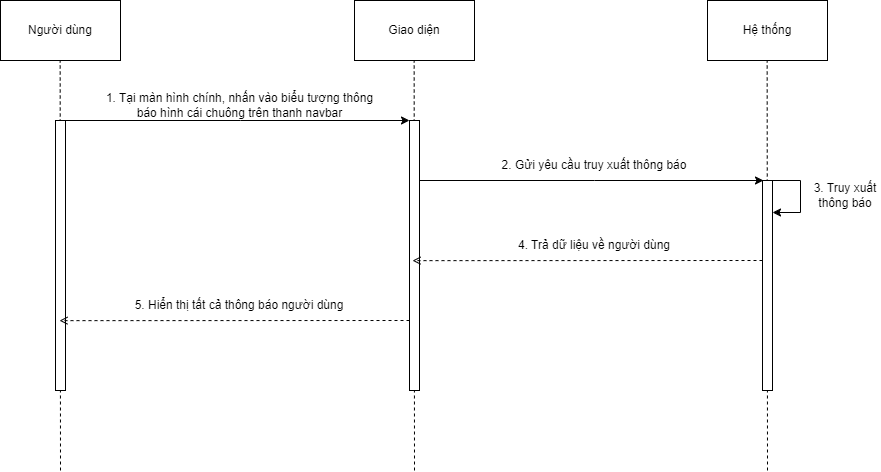 Người dùng
Giao diện
Hệ thống
1. Tại màn hình chính, nhấn vào biểu tượng thông
báo hình cái chuông trên thanh navbar
2. Gửi yêu cầu truy xuất thông báo
3. Truy xuất
thông báo
4. Trả dữ liệu về người dùng
5. Hiển thị tất cả thông báo người dùng